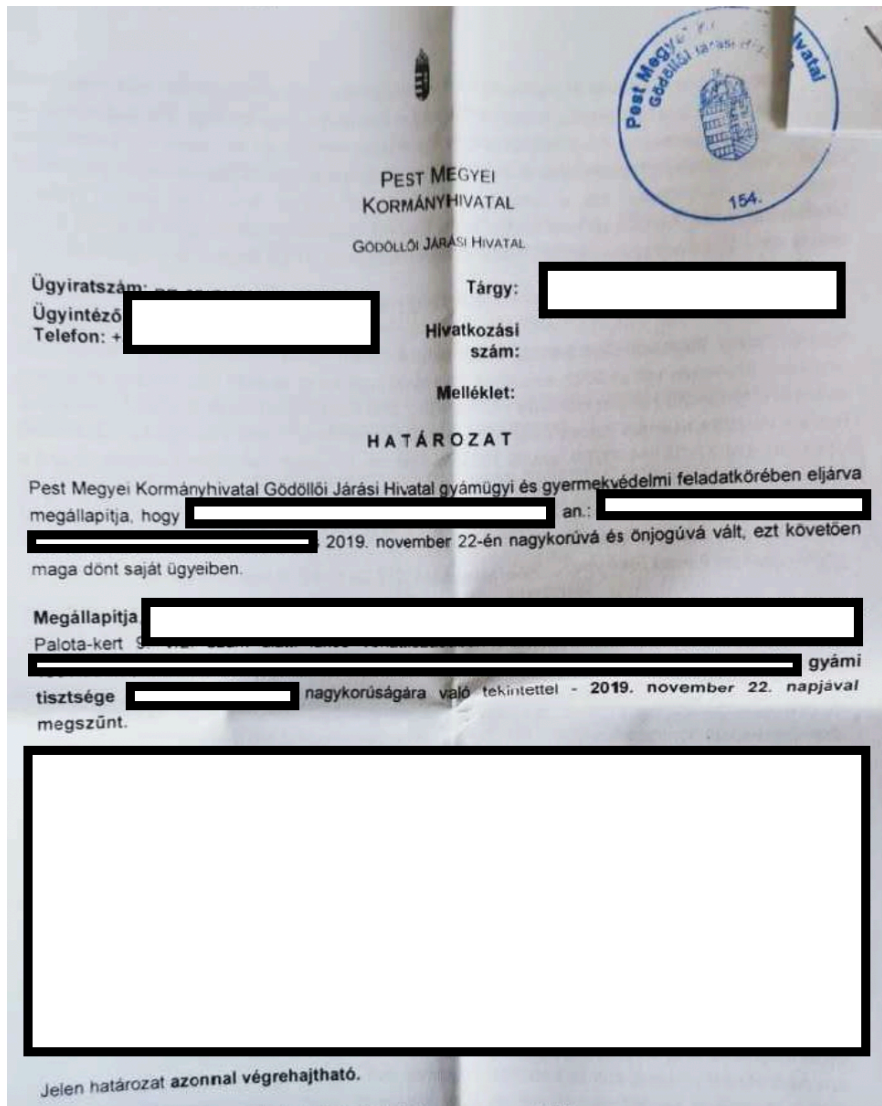 Pest Megy
Hivatal
Gödöllői Járási
154.
PEST MEGYEI
KORMÁNYHIVATAL
GÖDÖLLŐI JÁRÁSI HIVATAL
Ügyiratszám:
Tárgy:
Ügyintéző
Telefon: +
Hivatkozási
szám:
Melléklet:
HATÁROZAT
Pest Megyei Kormányhivatal Gödöllői Járási Hivatal gyámügyi és gyermekvédelmi feladatkörében eljárva
megállapítja, hogy an.:
2019. november 22-én nagykorúvá és önjogúvá vált, ezt követően
maga dönt saját ügyeiben.
Megállapítja
Palota-kert
gyámi
tisztsége nagykorúságára való tekintettel - 2019. november 22. napjával
megszűnt.
Jelen határozat azonnal végrehajtható.